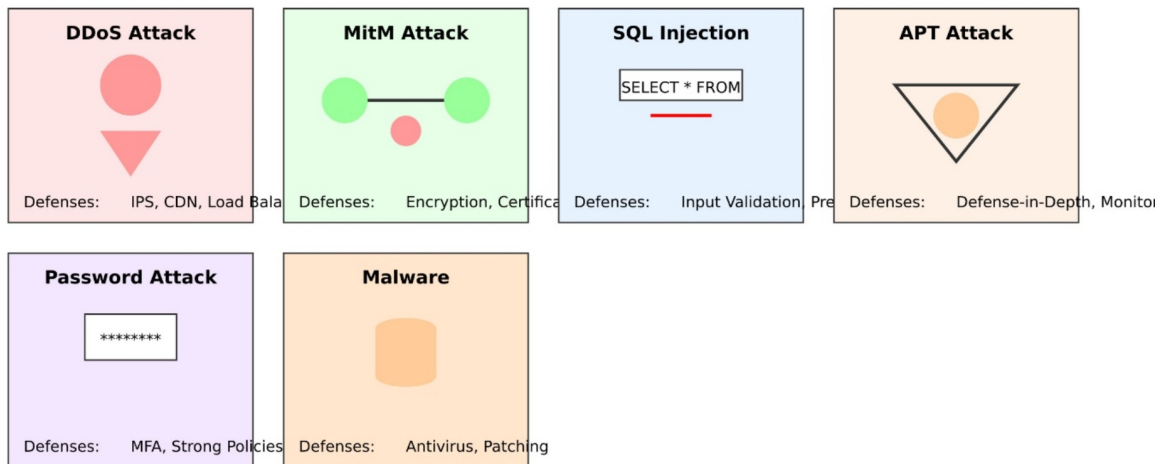 DDoS Attack
MitM Attack
SQL Injection
APT Attack
SELECT * FROM
Defenses: IPS, CDN, Load Bala
Defenses: Encryption, Certifica
Defenses: Input Validation, Pre
Defenses: Defense-in-Depth, Monitor
Password Attack
Malware
********
Defenses: MFA, Strong Policies
Defenses: Antivirus, Patching